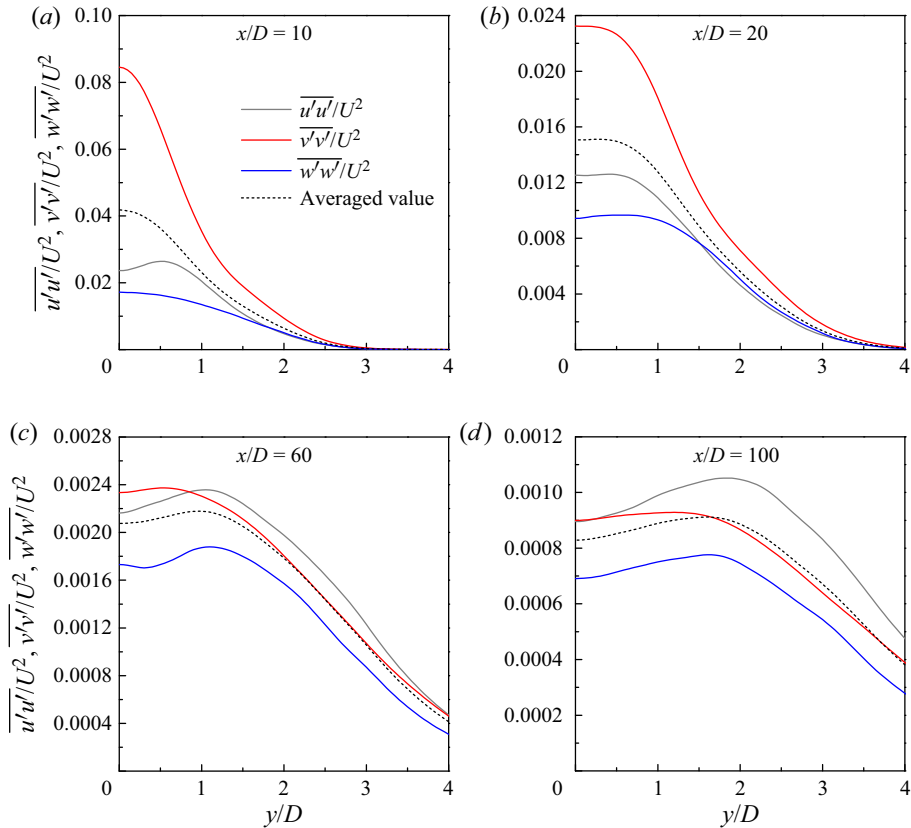 (a)
0.10
0.08
0.06
0.04
0.02
0 1 2 3 4
x/D = 10
u′u′/U², v′v′/U², w′w′/U²
u′u′/U²
v′v′/U²
w′w′/U²
Averaged value
(b)
0.024
0.020
0.016
0.012
0.008
0.004
0 1 2 3 4
x/D = 20
(c)
0.0028
0.0024
0.0020
0.0016
0.0012
0.0008
0.0004
0 1 2 3 4
x/D = 60
u′u′/U², v′v′/U², w′w′/U²
y/D
(d)
0.0012
0.0010
0.0008
0.0006
0.0004
0.0002
0 1 2 3 4
x/D = 100
y/D